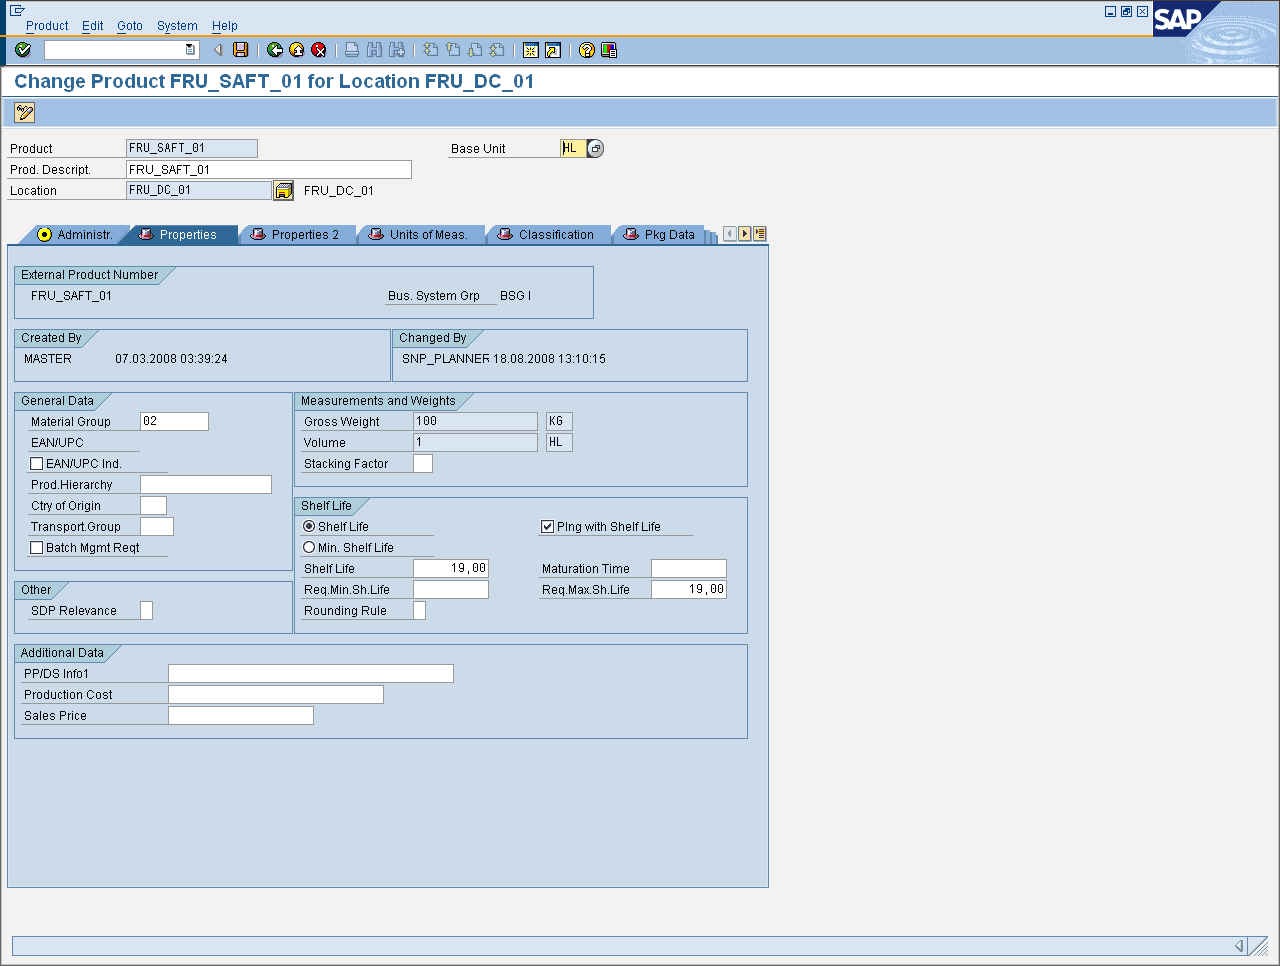 Product Edit Goto System Help
SAP
Change Product FRU_SAFT_01 for Location FRU_DC_01
Product FRU_SAFT_01 Base Unit HL
Prod. Descript. FRU_SAFT_01
Location FRU_DC_01 FRU_DC_01
Administr. Properties Properties 2 Units of Meas. Classification Pkg Data
External Product Number
FRU_SAFT_01 Bus. System Grp BSG I
Created By Changed By
MASTER 07.03.2008 03:39:24 SNP_PLANNER 18.08.2008 13:10:15
General Data Measurements and Weights
Material Group 02 Gross Weight 100 KG
EAN/UPC Volume 1 HL
EAN/UPC Ind. Stacking Factor
Prod.Hierarchy
Ctry of Origin Shelf Life
Transport.Group Shelf Life Plng with Shelf Life
Batch Mgmt Reqt Min. Shelf Life
Shelf Life 19,00 Maturation Time
Other Req.Min.Sh.Life Req.Max.Sh.Life 19,00
SDP Relevance Rounding Rule
Additional Data
PP/DS Info1
Production Cost
Sales Price